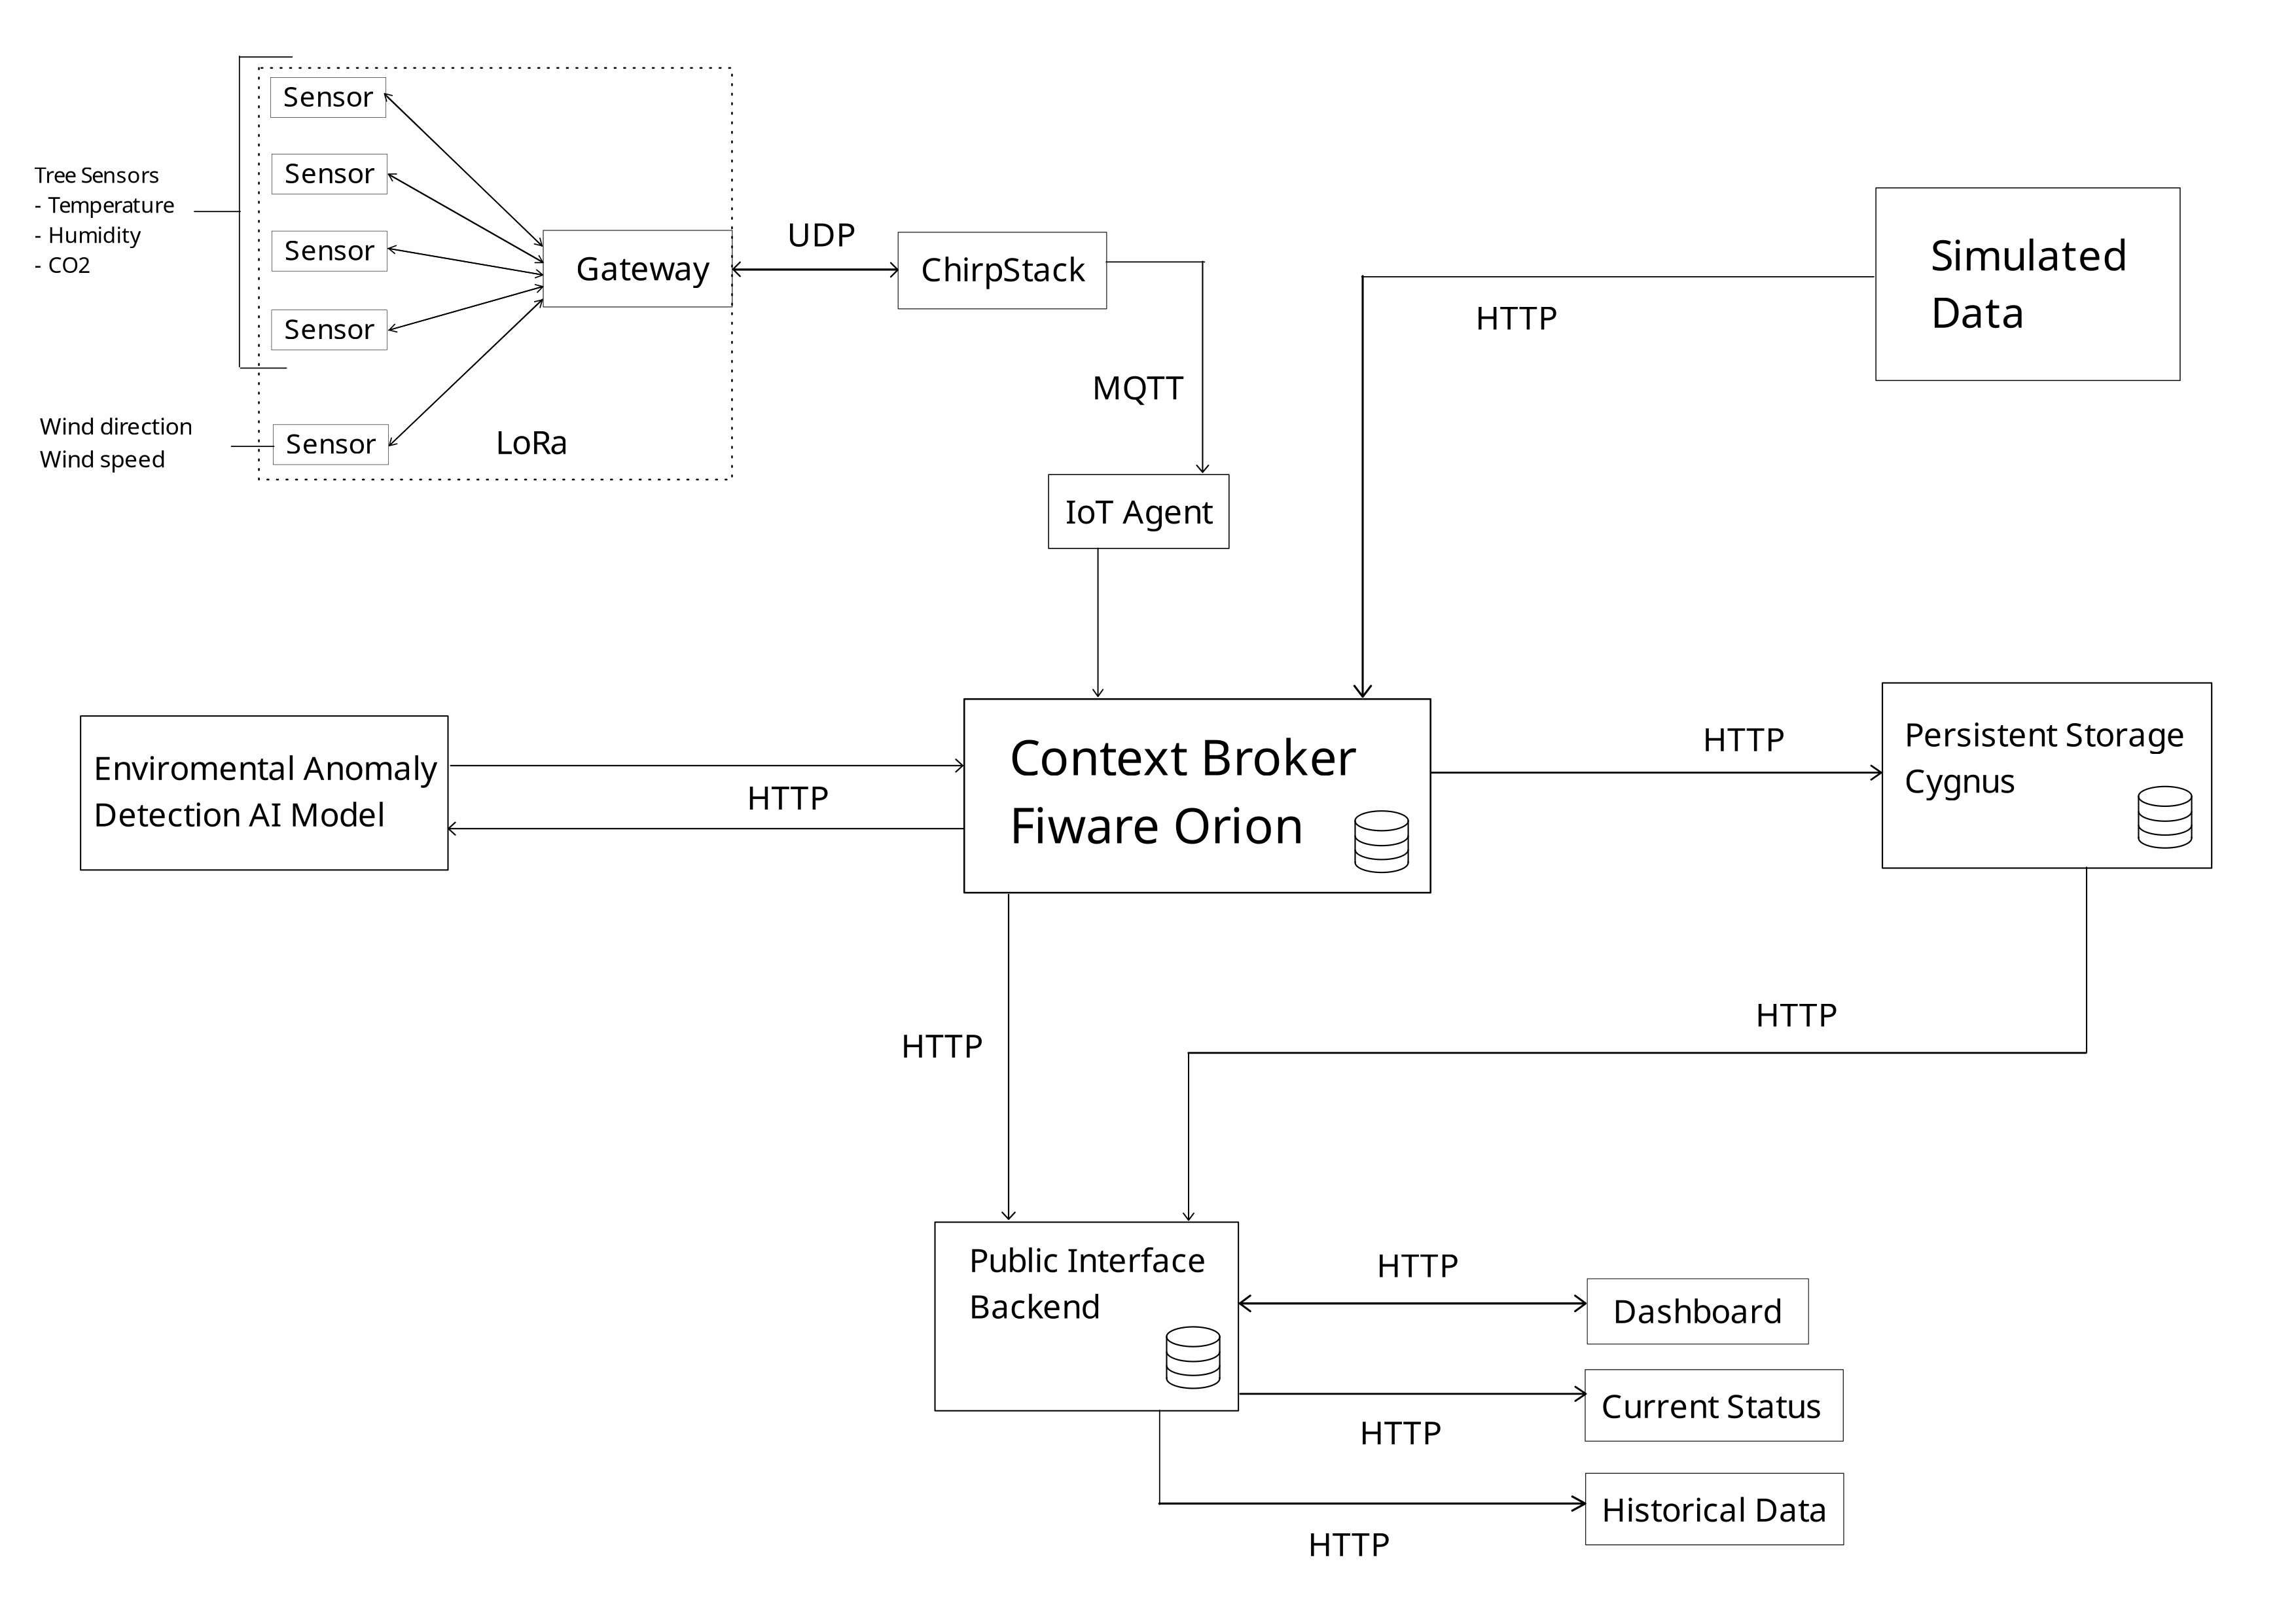 Sensor
Sensor
Sensor
Sensor
Sensor
Tree Sensors
- Temperature
- Humidity
- CO2
Wind direction
Wind speed
Gateway
LoRa
UDP
ChirpStack
MQTT
IoT Agent
HTTP
Simulated
Data
Enviromental Anomaly
Detection AI Model
HTTP
Context Broker
Fiware Orion
HTTP
Persistent Storage
Cygnus
HTTP
HTTP
Public Interface
Backend
HTTP
Dashboard
HTTP
Current Status
HTTP
Historical Data